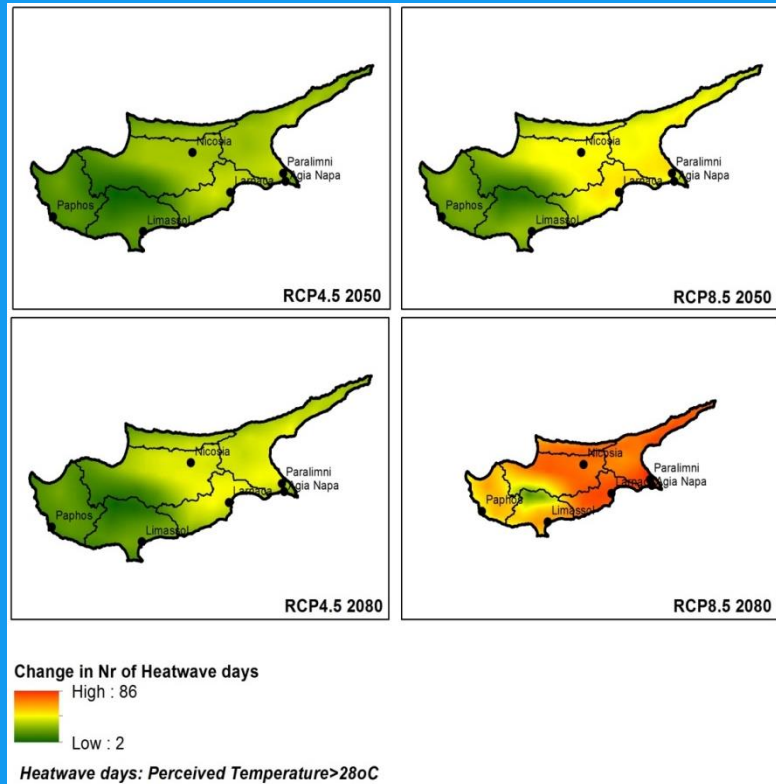 Nicosia
Paralimni
Agia Napa
Larnaca
Paphos
Limassol
RCP4.5 2050
Nicosia
Paralimni
Agia Napa
Larnaca
Paphos
Limassol
RCP8.5 2050
Nicosia
Paralimni
Agia Napa
Larnaca
Paphos
Limassol
RCP4.5 2080
Nicosia
Paralimni
Larnaca Agia Napa
Paphos
Limassol
RCP8.5 2080
Change in Nr of Heatwave days
High : 86
Low : 2
Heatwave days: Perceived Temperature>28oC